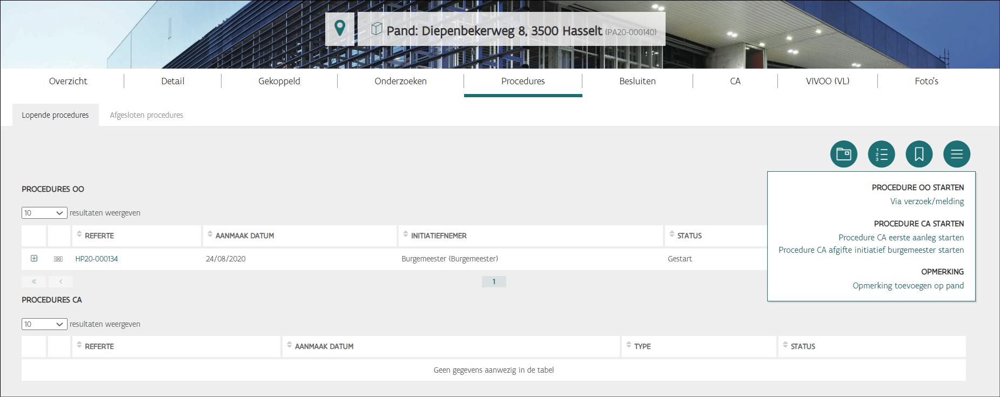 Pand: Diepenbekerweg 8, 3500 Hasselt (PA20-000140)
Overzicht Detail Gekoppeld Onderzoeken Procedures Besluiten CA VIVOO (VL) Foto's
Lopende procedures Afgesloten procedures
1
2
3
PROCEDURE OO STARTEN
Via verzoek/melding
PROCEDURE CA STARTEN
Procedure CA eerste aanleg starten
Procedure CA afgifte initiatief burgemeester starten
OPMERKING
Opmerking toevoegen op pand
PROCEDURES OO
10 resultaten weergeven
REFERTE AANMAAK DATUM INITIATIEFNEMER STATUS
OO HP20-000134 24/08/2020 Burgemeester (Burgemeester) Gestart
« ‹ 1
PROCEDURES CA
10 resultaten weergeven
REFERTE AANMAAK DATUM TYPE STATUS
Geen gegevens aanwezig in de tabel